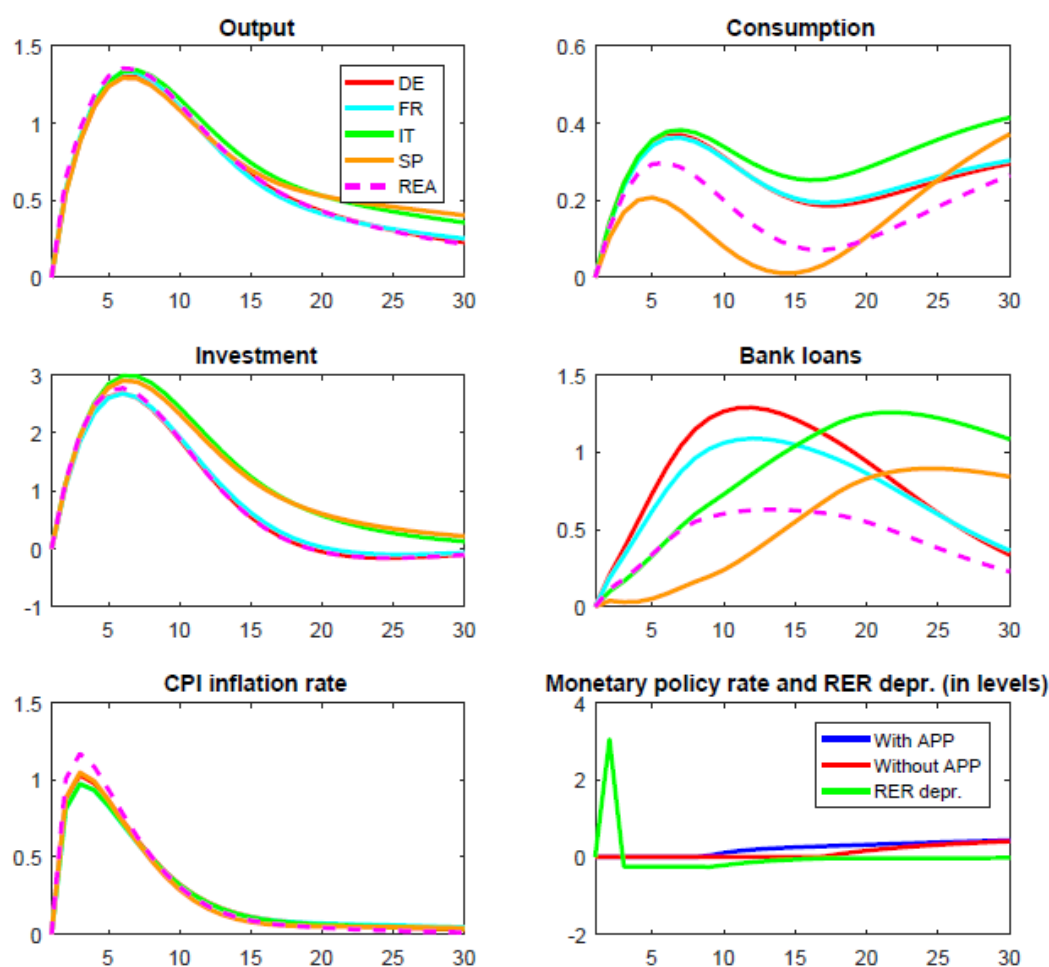 Output
1.5
1
0.5
0
5 10 15 20 25 30
DE
FR
IT
SP
REA
Consumption
0.6
0.4
0.2
0
5 10 15 20 25 30
Investment
3
2
1
0
-1
5 10 15 20 25 30
Bank loans
1.5
1
0.5
0
5 10 15 20 25 30
CPI inflation rate
1.5
1
0.5
0
5 10 15 20 25 30
Monetary policy rate and RER depr. (in levels)
4
2
0
-2
5 10 15 20 25 30
With APP
Without APP
RER depr.